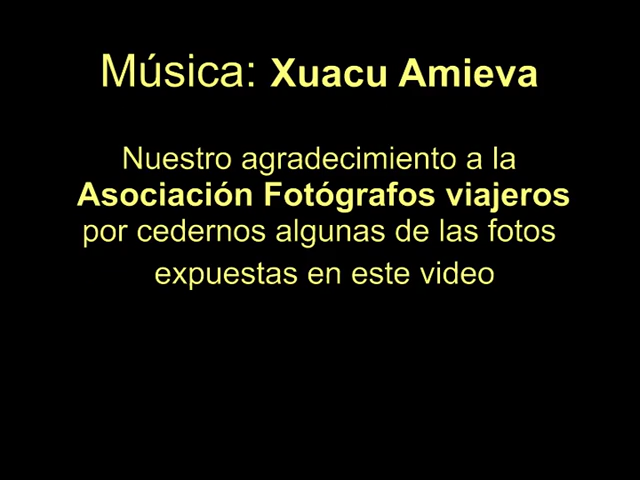 Música: Xuacu Amieva
Nuestro agradecimiento a la
Asociación Fotógrafos viajeros
por cedernos algunas de las fotos
expuestas en este video